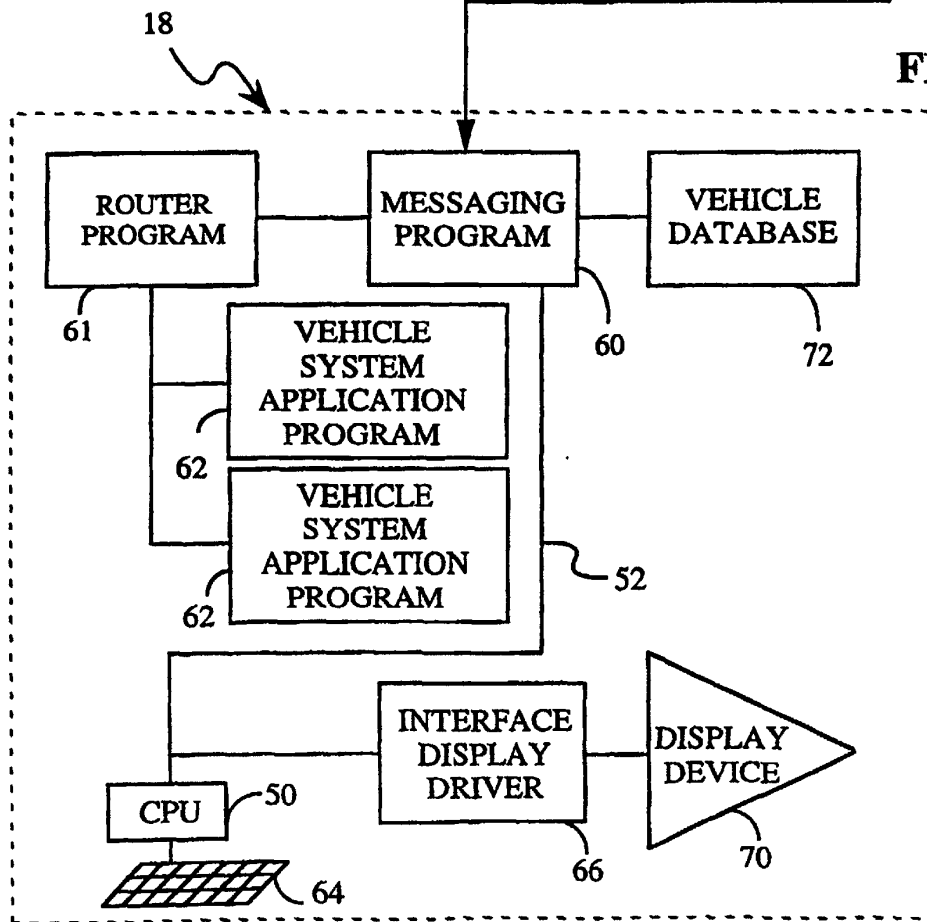 18
FI
ROUTER
PROGRAM
61
MESSAGING
PROGRAM
60
VEHICLE
DATABASE
72
VEHICLE
SYSTEM
APPLICATION
PROGRAM
62
VEHICLE
SYSTEM
APPLICATION
PROGRAM
62
52
INTERFACE
DISPLAY
DRIVER
66
DISPLAY
DEVICE
70
CPU
50
64